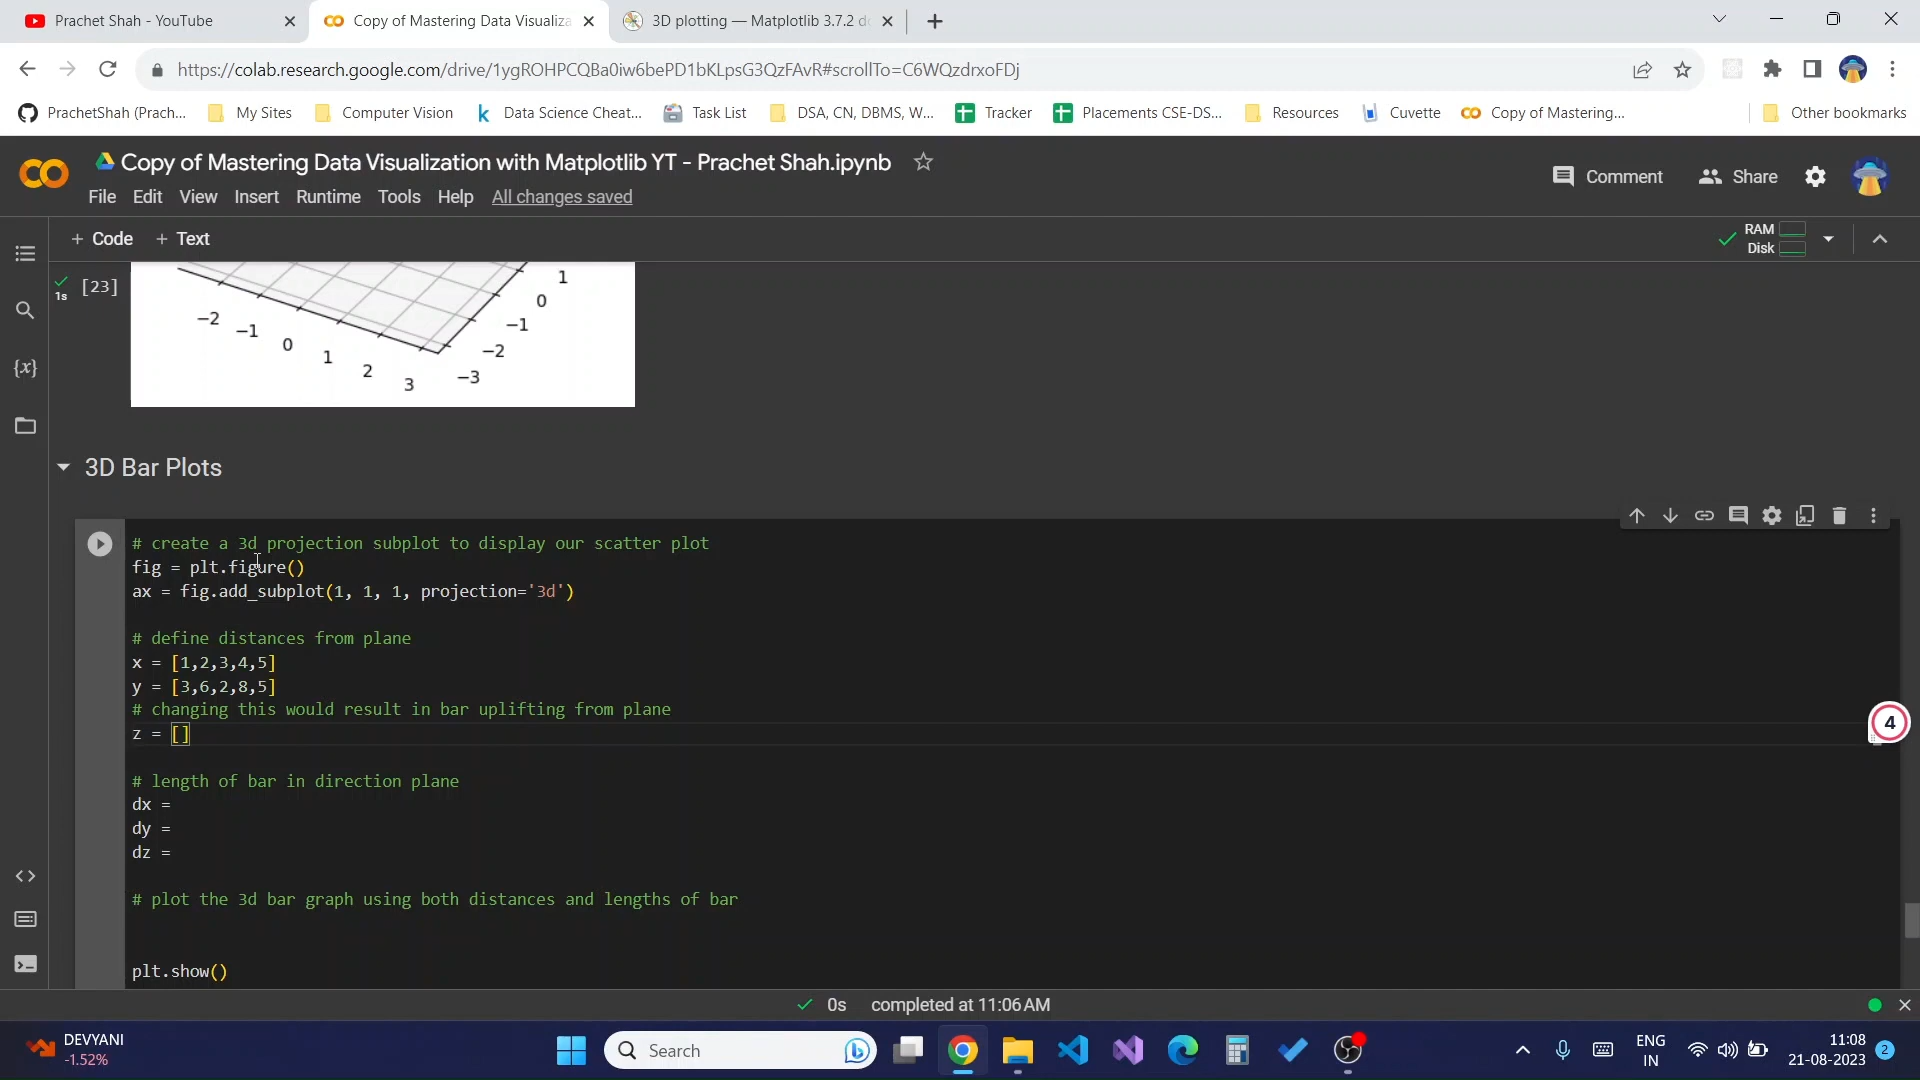 Prachet Shah - YouTube
Copy of Mastering Data Visualiza
3D plotting — Matplotlib 3.7.2 d
https://colab.research.google.com/drive/1ygROHPCQBa0iw6bePD1bKLpsG3QzFAvR#scrollTo=C6WQzdrxoFDj
PrachetShah (Prach...
My Sites
Computer Vision
Data Science Cheat...
Task List
DSA, CN, DBMS, W...
Tracker
Placements CSE-DS...
Resources
Cuvette
Copy of Mastering...
Other bookmarks
Copy of Mastering Data Visualization with Matplotlib YT - Prachet Shah.ipynb
Comment
Share
File Edit View Insert Runtime Tools Help All changes saved
+ Code + Text
RAM
Disk
1s
[23]
1
0
−1
−2
−3
−2
−1
0
1
2
3
{x}
3D Bar Plots
# create a 3d projection subplot to display our scatter plot
fig = plt.figure()
ax = fig.add_subplot(1, 1, 1, projection='3d')
# define distances from plane
x = [1,2,3,4,5]
y = [3,6,2,8,5]
# changing this would result in bar uplifting from plane
z = []
4
# length of bar in direction plane
dx =
dy =
dz =
# plot the 3d bar graph using both distances and lengths of bar
plt.show()
0s completed at 11:06 AM
DEVYANI
-1.52%
Search
ENG
IN
11:08
21-08-2023
2